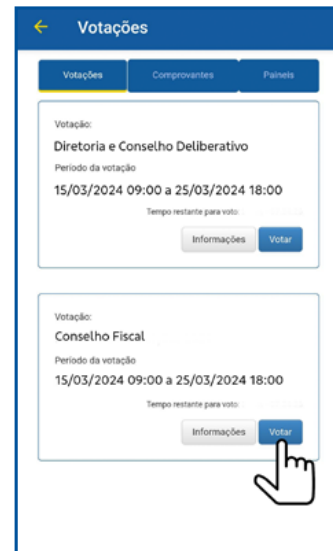 Votações
Votações Comprovantes Paineis
Votação:
Diretoria e Conselho Deliberativo
Período da votação
15/03/2024 09:00 a 25/03/2024 18:00
Tempo restante para voto:
Informações Votar
Votação:
Conselho Fiscal
Período da votação
15/03/2024 09:00 a 25/03/2024 18:00
Tempo restante para voto:
Informações Votar